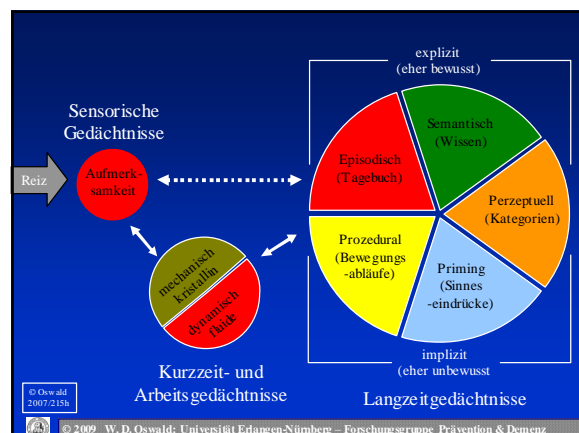 explizit
(eher bewusst)
Sensorische
Gedächtnisse
Reiz
Aufmerk-
samkeit
Semantisch
(Wissen)
Episodisch
(Tagebuch)
Perzeptuell
(Kategorien)
Prozedural
(Bewegungs
-abläufe)
Priming
(Sinnes
-eindrücke)
mechanisch
kristallin
dynamisch
fluide
implizit
(eher unbewusst
Kurzzeit- und
Arbeitsgedächtnisse
Langzeitgedächtnisse
© Oswald
2007/215h
© 2009 W. D. Oswald: Universität Erlangen-Nürnberg – Forschungsgruppe Prävention & Demenz